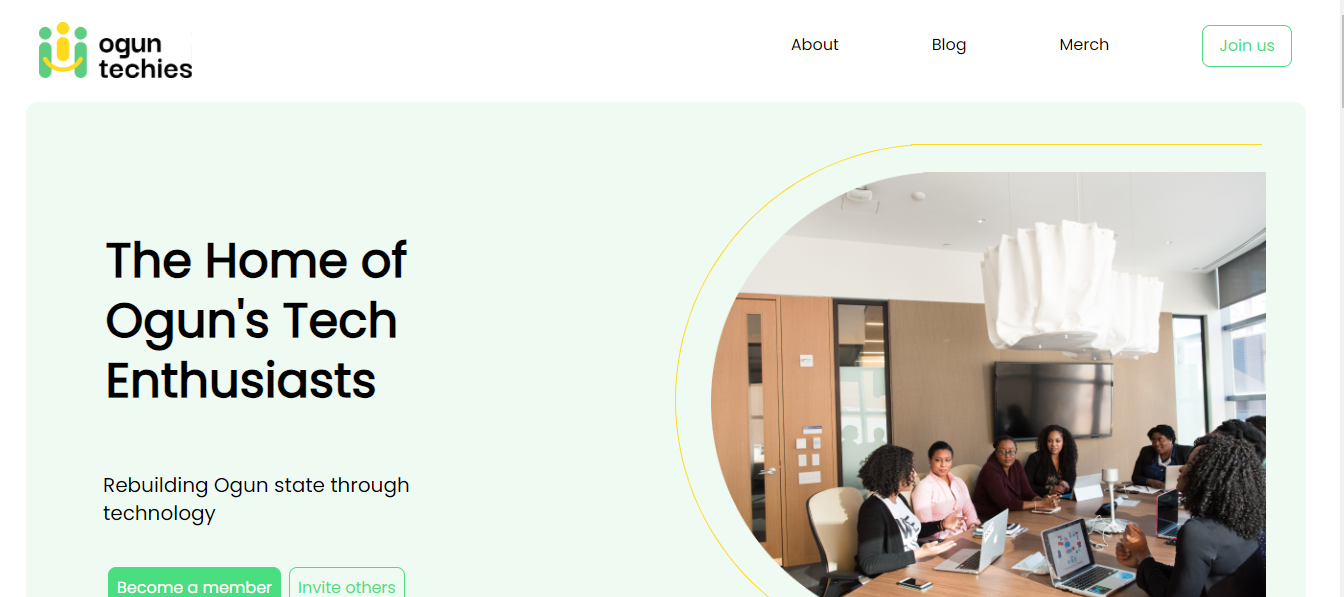 ogun
techies
About
Blog
Merch
Join us
The Home of
Ogun's Tech
Enthusiasts
Rebuilding Ogun state through
technology
Become a member
Invite others